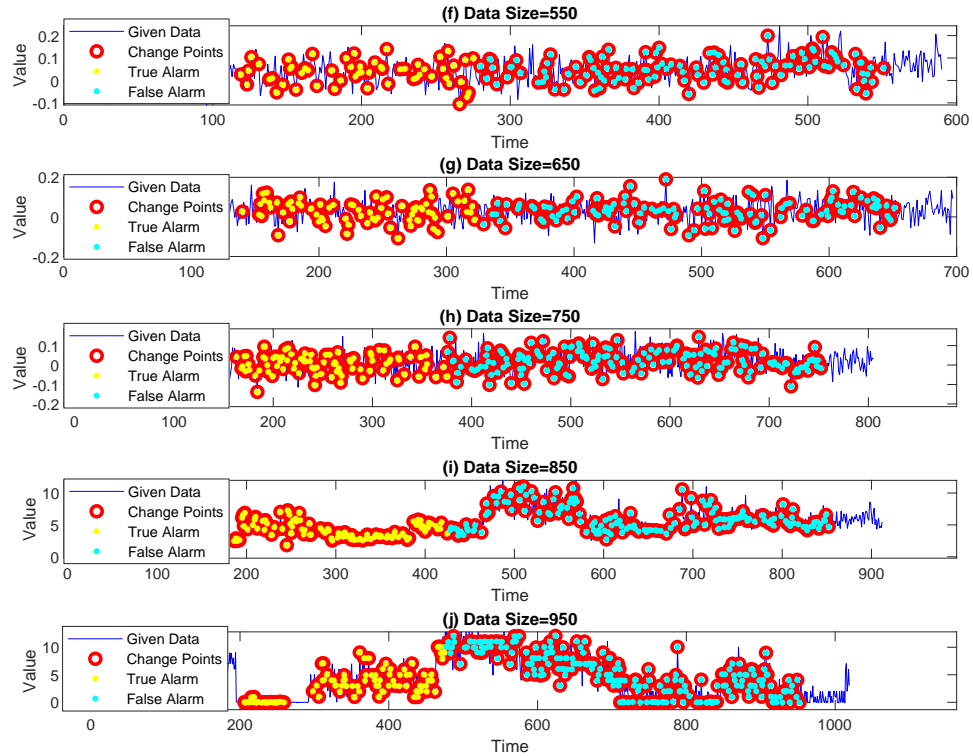 (f) Data Size=550
Value
0.2
0.1
0
-0.1
Given Data
Change Points
True Alarm
False Alarm
0 100 200 300 400 500 600
Time
(g) Data Size=650
Value
0.2
0
-0.2
Given Data
Change Points
True Alarm
False Alarm
0 100 200 300 400 500 600 700
Time
(h) Data Size=750
Value
0.1
0
-0.1
-0.2
Given Data
Change Points
True Alarm
False Alarm
0 100 200 300 400 500 600 700 800
Time
(i) Data Size=850
Value
10
5
0
Given Data
Change Points
True Alarm
False Alarm
0 100 200 300 400 500 600 700 800 900
Time
(j) Data Size=950
Value
10
5
0
Given Data
Change Points
True Alarm
False Alarm
0 200 400 600 800 1000
Time